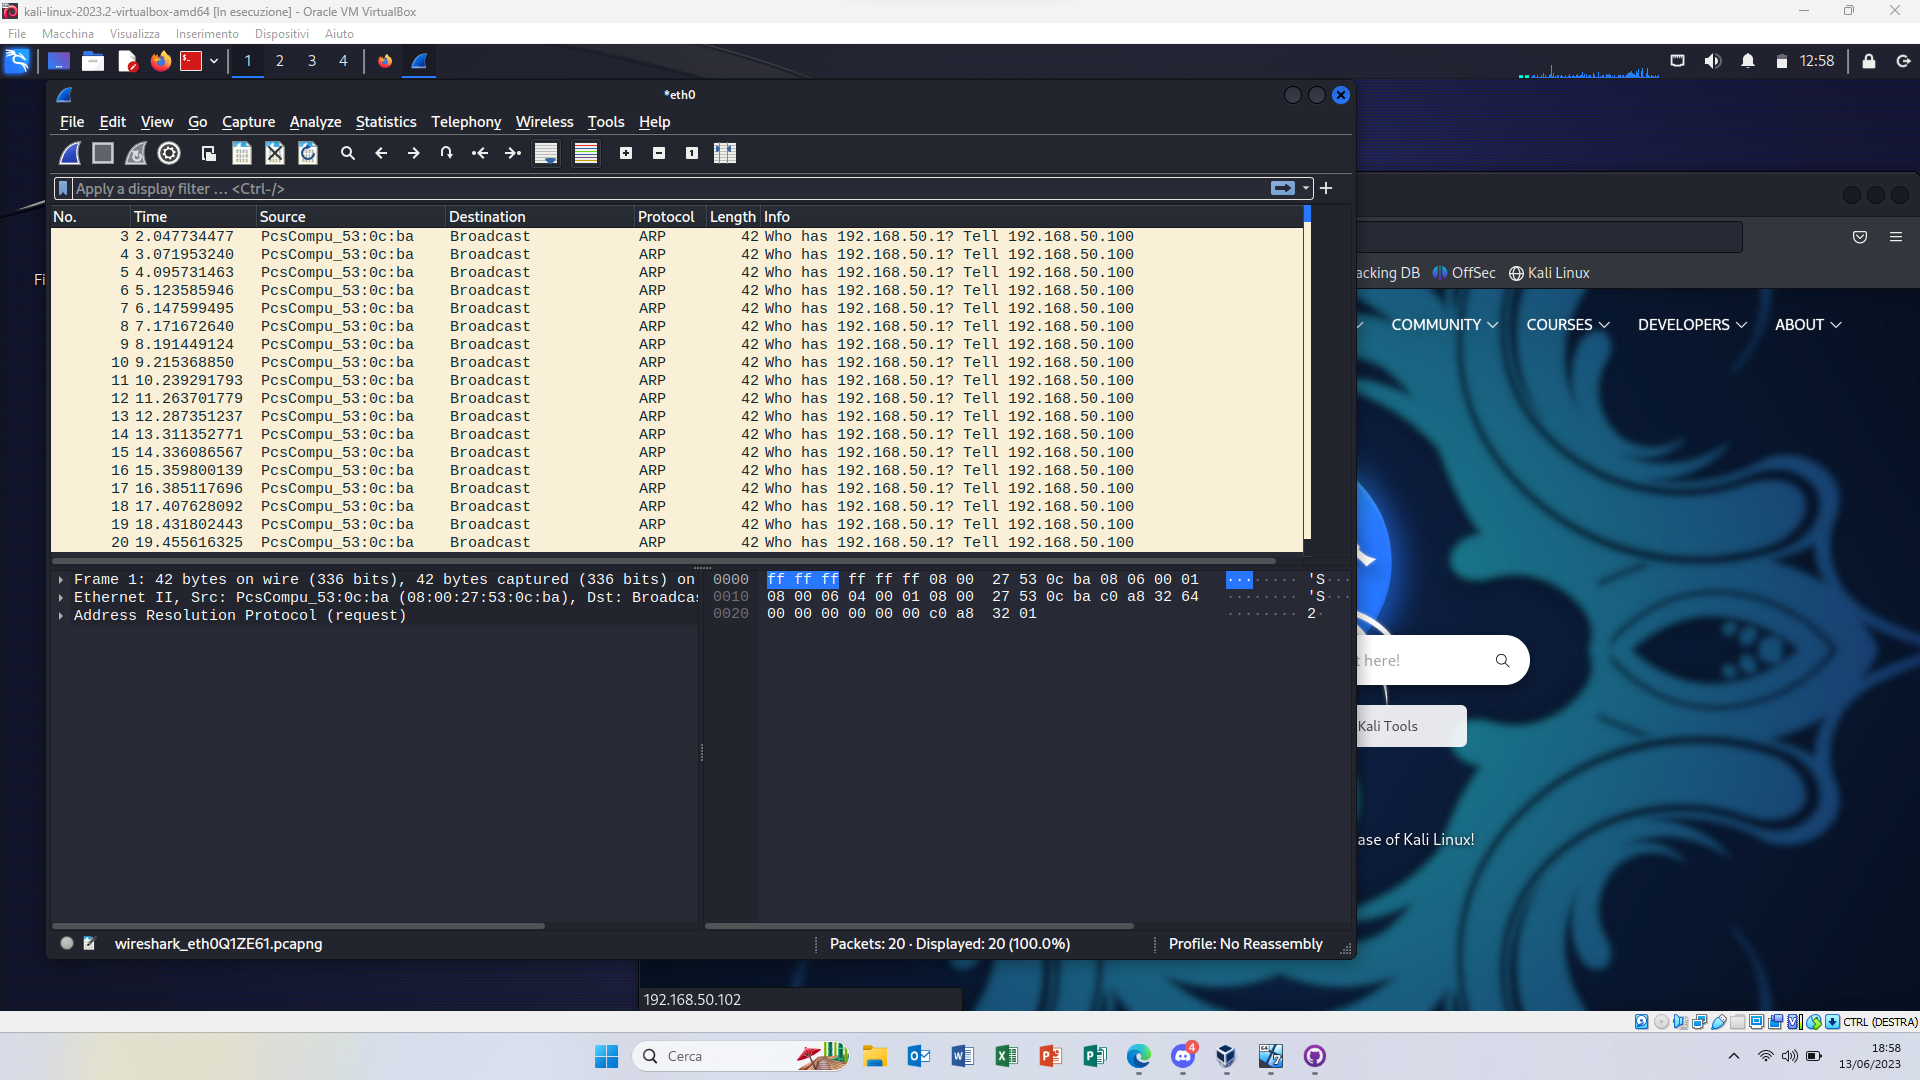 kali-linux-2023.2-virtualbox-amd64 [In esecuzione] - Oracle VM VirtualBox
File Macchina Visualizza Inserimento Dispositivi Aiuto
1 2 3 4
12:58
*eth0
File Edit View Go Capture Analyze Statistics Telephony Wireless Tools Help
Apply a display filter … <Ctrl-/>
No. Time Source Destination Protocol Length Info
3 2.047734477 PcsCompu_53:0c:ba Broadcast ARP 42 Who has 192.168.50.1? Tell 192.168.50.100
4 3.071953240 PcsCompu_53:0c:ba Broadcast ARP 42 Who has 192.168.50.1? Tell 192.168.50.100
5 4.095731463 PcsCompu_53:0c:ba Broadcast ARP 42 Who has 192.168.50.1? Tell 192.168.50.100
6 5.123585946 PcsCompu_53:0c:ba Broadcast ARP 42 Who has 192.168.50.1? Tell 192.168.50.100
7 6.147599495 PcsCompu_53:0c:ba Broadcast ARP 42 Who has 192.168.50.1? Tell 192.168.50.100
8 7.171672640 PcsCompu_53:0c:ba Broadcast ARP 42 Who has 192.168.50.1? Tell 192.168.50.100
9 8.191449124 PcsCompu_53:0c:ba Broadcast ARP 42 Who has 192.168.50.1? Tell 192.168.50.100
10 9.215368850 PcsCompu_53:0c:ba Broadcast ARP 42 Who has 192.168.50.1? Tell 192.168.50.100
11 10.239291793 PcsCompu_53:0c:ba Broadcast ARP 42 Who has 192.168.50.1? Tell 192.168.50.100
12 11.263701779 PcsCompu_53:0c:ba Broadcast ARP 42 Who has 192.168.50.1? Tell 192.168.50.100
13 12.287351237 PcsCompu_53:0c:ba Broadcast ARP 42 Who has 192.168.50.1? Tell 192.168.50.100
14 13.311352771 PcsCompu_53:0c:ba Broadcast ARP 42 Who has 192.168.50.1? Tell 192.168.50.100
15 14.336086567 PcsCompu_53:0c:ba Broadcast ARP 42 Who has 192.168.50.1? Tell 192.168.50.100
16 15.359800139 PcsCompu_53:0c:ba Broadcast ARP 42 Who has 192.168.50.1? Tell 192.168.50.100
17 16.385117696 PcsCompu_53:0c:ba Broadcast ARP 42 Who has 192.168.50.1? Tell 192.168.50.100
18 17.407628092 PcsCompu_53:0c:ba Broadcast ARP 42 Who has 192.168.50.1? Tell 192.168.50.100
19 18.431802443 PcsCompu_53:0c:ba Broadcast ARP 42 Who has 192.168.50.1? Tell 192.168.50.100
20 19.455616325 PcsCompu_53:0c:ba Broadcast ARP 42 Who has 192.168.50.1? Tell 192.168.50.100
Frame 1: 42 bytes on wire (336 bits), 42 bytes captured (336 bits) on
Ethernet II, Src: PcsCompu_53:0c:ba (08:00:27:53:0c:ba), Dst: Broadcas
Address Resolution Protocol (request)
0000 ff ff ff ff ff ff 08 00 27 53 0c ba 08 06 00 01 ········ 'S···
0010 08 00 06 04 00 01 08 00 27 53 0c ba c0 a8 32 64 ········ 'S···
0020 00 00 00 00 00 00 c0 a8 32 01 ········ 2·
wireshark_eth0Q1ZE61.pcapng
Packets: 20 · Displayed: 20 (100.0%)
Profile: No Reassembly
Fi
acking DB OffSec Kali Linux
COMMUNITY COURSES DEVELOPERS ABOUT
t here!
Kali Tools
ase of Kali Linux!
192.168.50.102
CTRL (DESTRA)
Cerca
4
18:58
13/06/2023